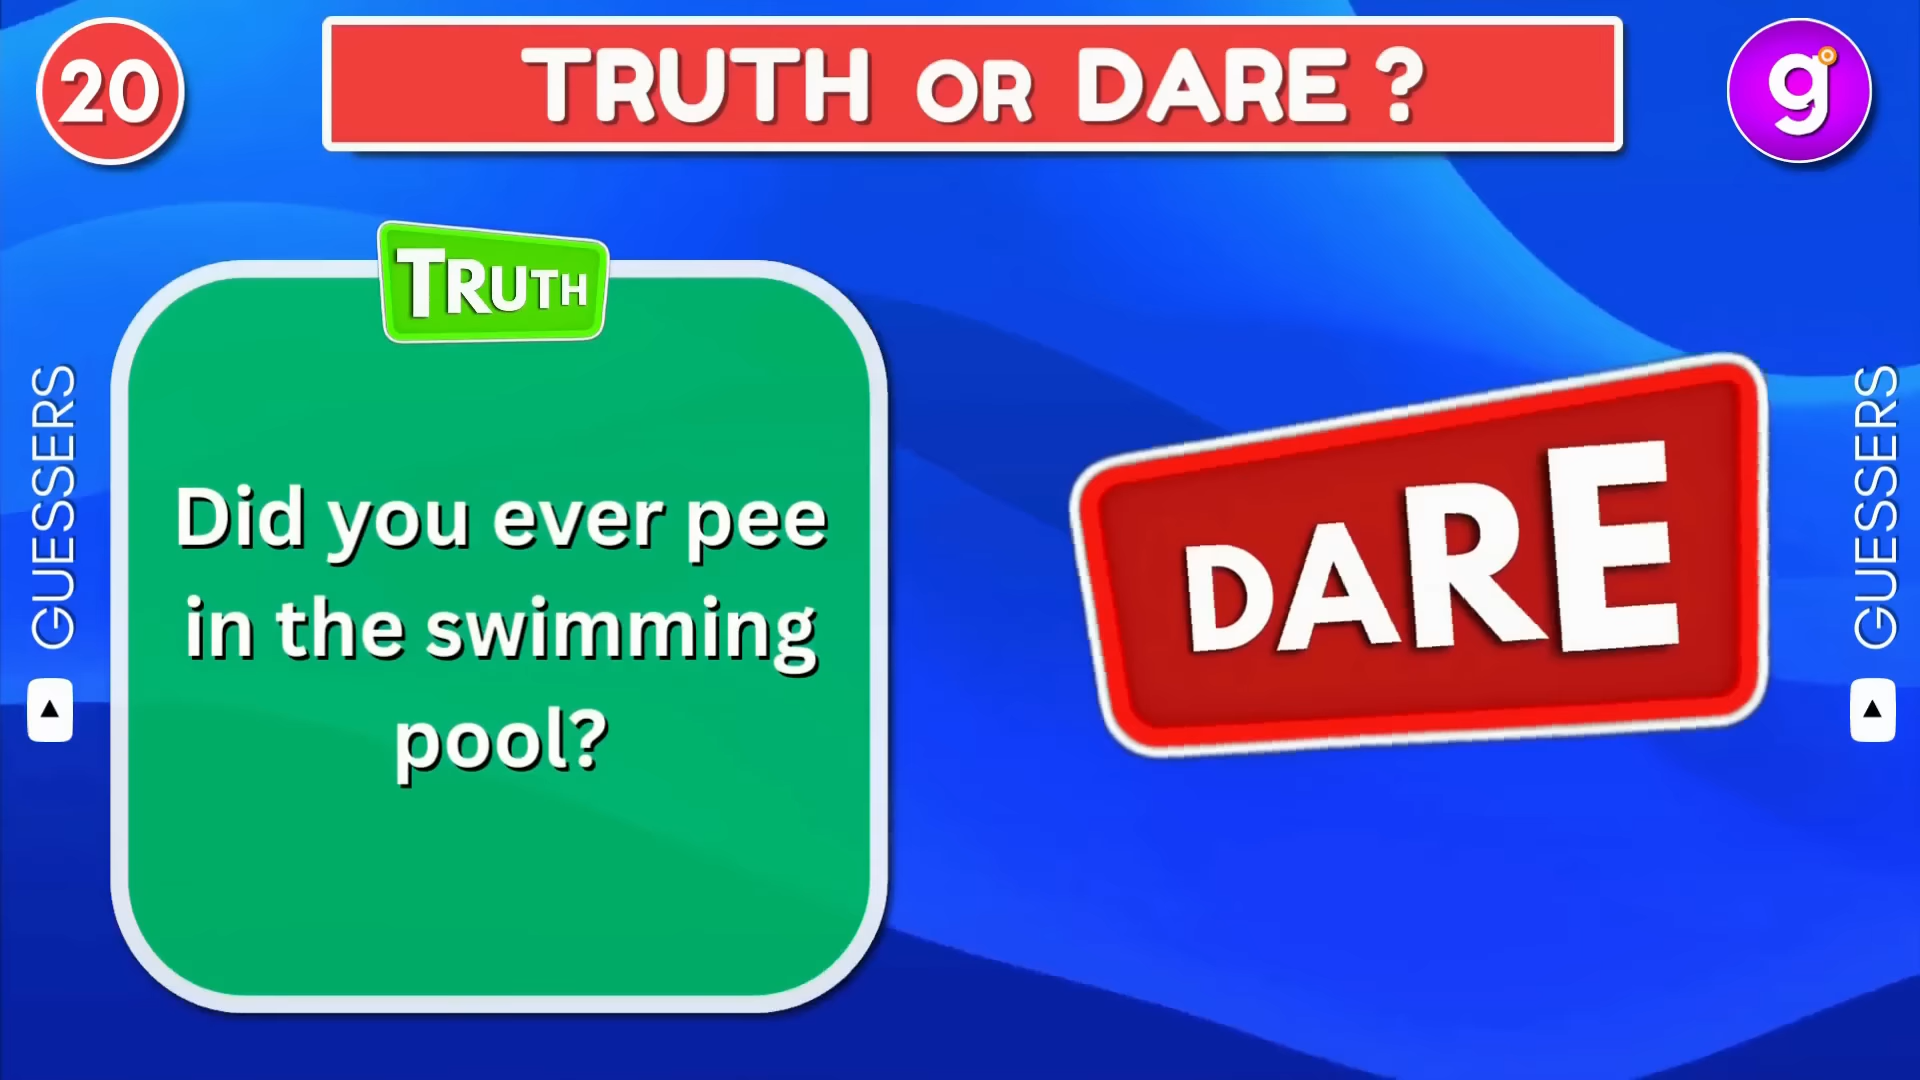 20
TRUTH OR DARE ?
g
TRUTH
Did you ever pee
in the swimming
pool?
DARE
GUESSERS
GUESSERS